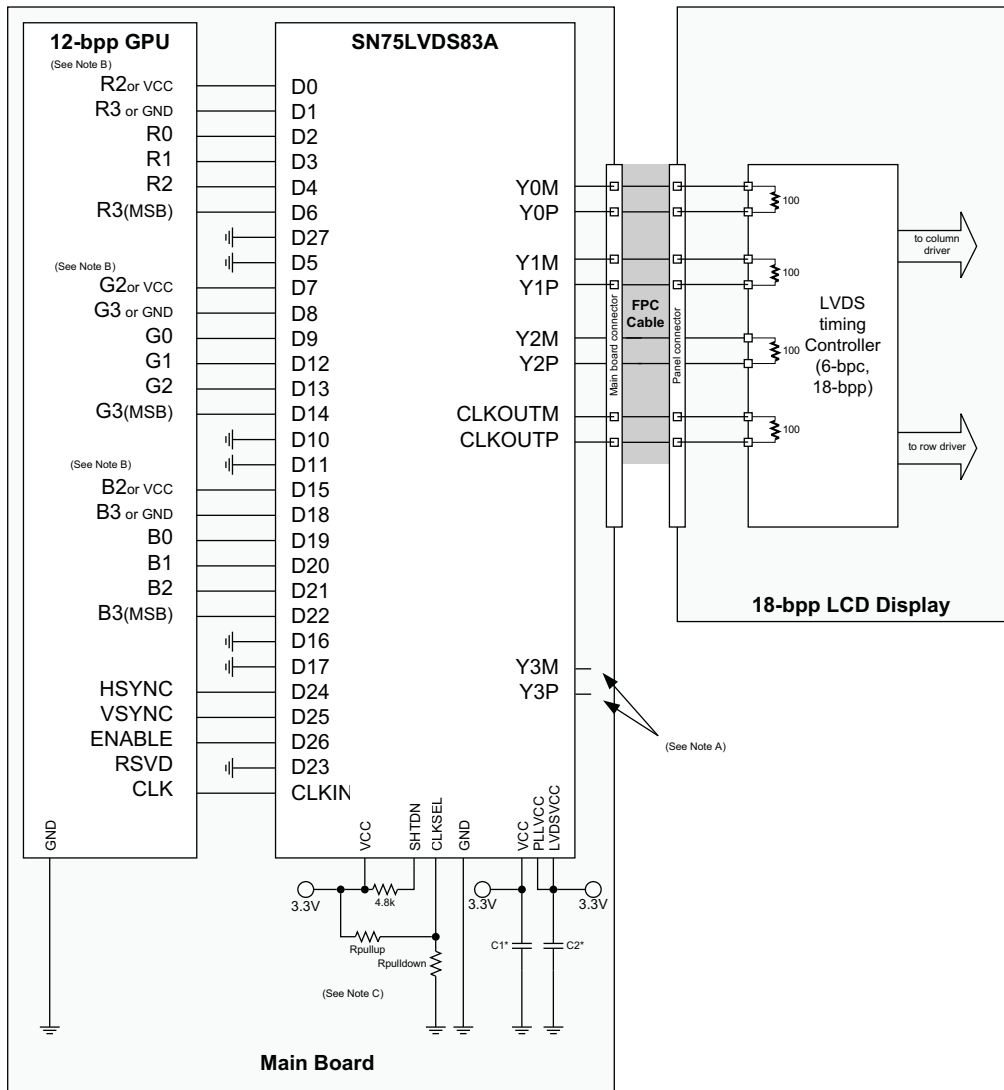 12-bpp GPU
(See Note B)
R2 or VCC
R3 or GND
R0
R1
R2
R3(MSB)
(See Note B)
G2 or VCC
G3 or GND
G0
G1
G2
G3(MSB)
(See Note B)
B2 or VCC
B3 or GND
B0
B1
B2
B3(MSB)
HSYNC
VSYNC
ENABLE
RSVD
CLK
GND
SN75LVDS83A
D0
D1
D2
D3
D4
D6
D27
D5
D7
D8
D9
D12
D13
D14
D10
D11
D15
D18
D19
D20
D21
D22
D16
D17
D24
D25
D26
D23
CLKIN
Y0M
Y0P
Y1M
Y1P
Y2M
Y2P
CLKOUTM
CLKOUTP
Y3M
Y3P
(See Note A)
VCC
SHTDN
CLKSEL
GND
VCC
PLLVCC
LVDSVCC
3.3V
4.8k
3.3V
3.3V
Rpullup
Rpulldown
C1*
C2*
(See Note C)
Main Board
Main board connector
FPC
Cable
Panel connector
100
100
100
100
LVDS
timing
Controller
(6-bpc,
18-bpp)
to column
driver
to row driver
18-bpp LCD Display